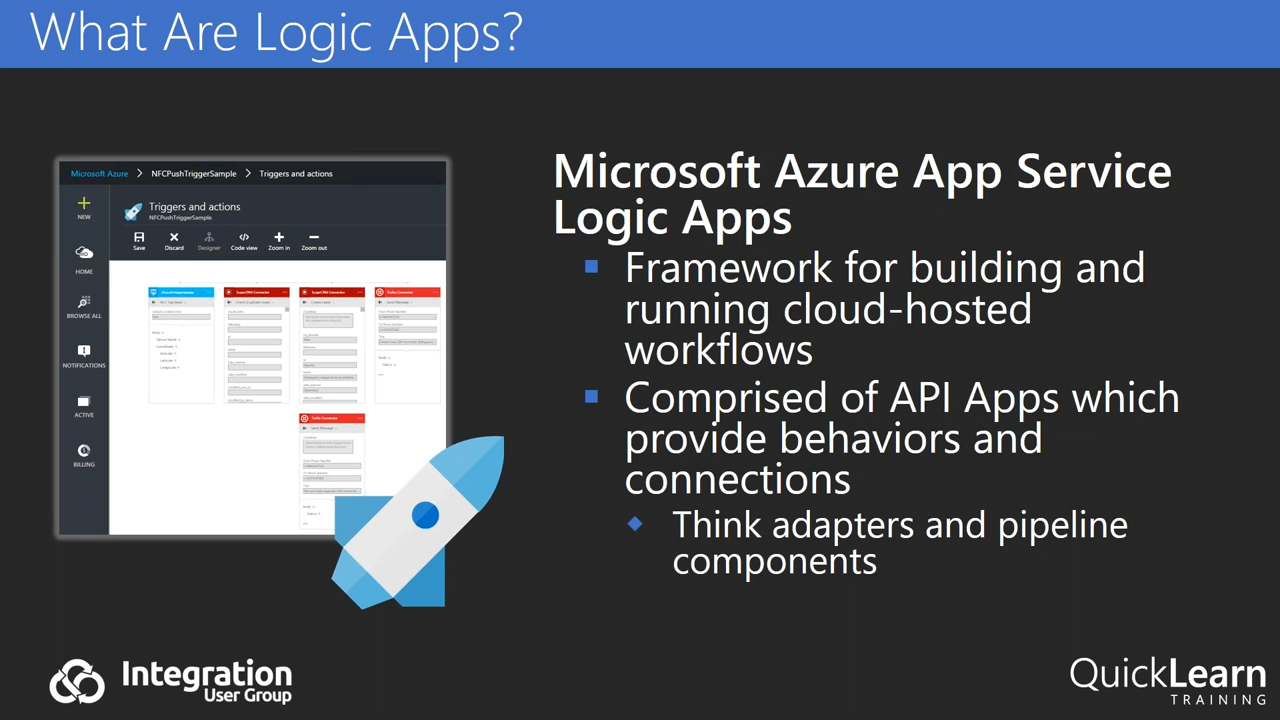 What Are Logic Apps?
Microsoft Azure App Service
Logic Apps
Framework for building and
running cloud-hosted
workflows
Comprised of API Apps which
provide behaviors and
connections
Think adapters and pipeline
components
Microsoft Azure > NFCPushTriggerSample > Triggers and actions
Triggers and actions
NFCPushTriggerSample
Save Discard Designer Code view Zoom in Zoom out
NEW
HOME
BROWSE ALL
NOTIFICATIONS
ACTIVE
BILLING
Integration
User Group
QuickLearn
TRAINING